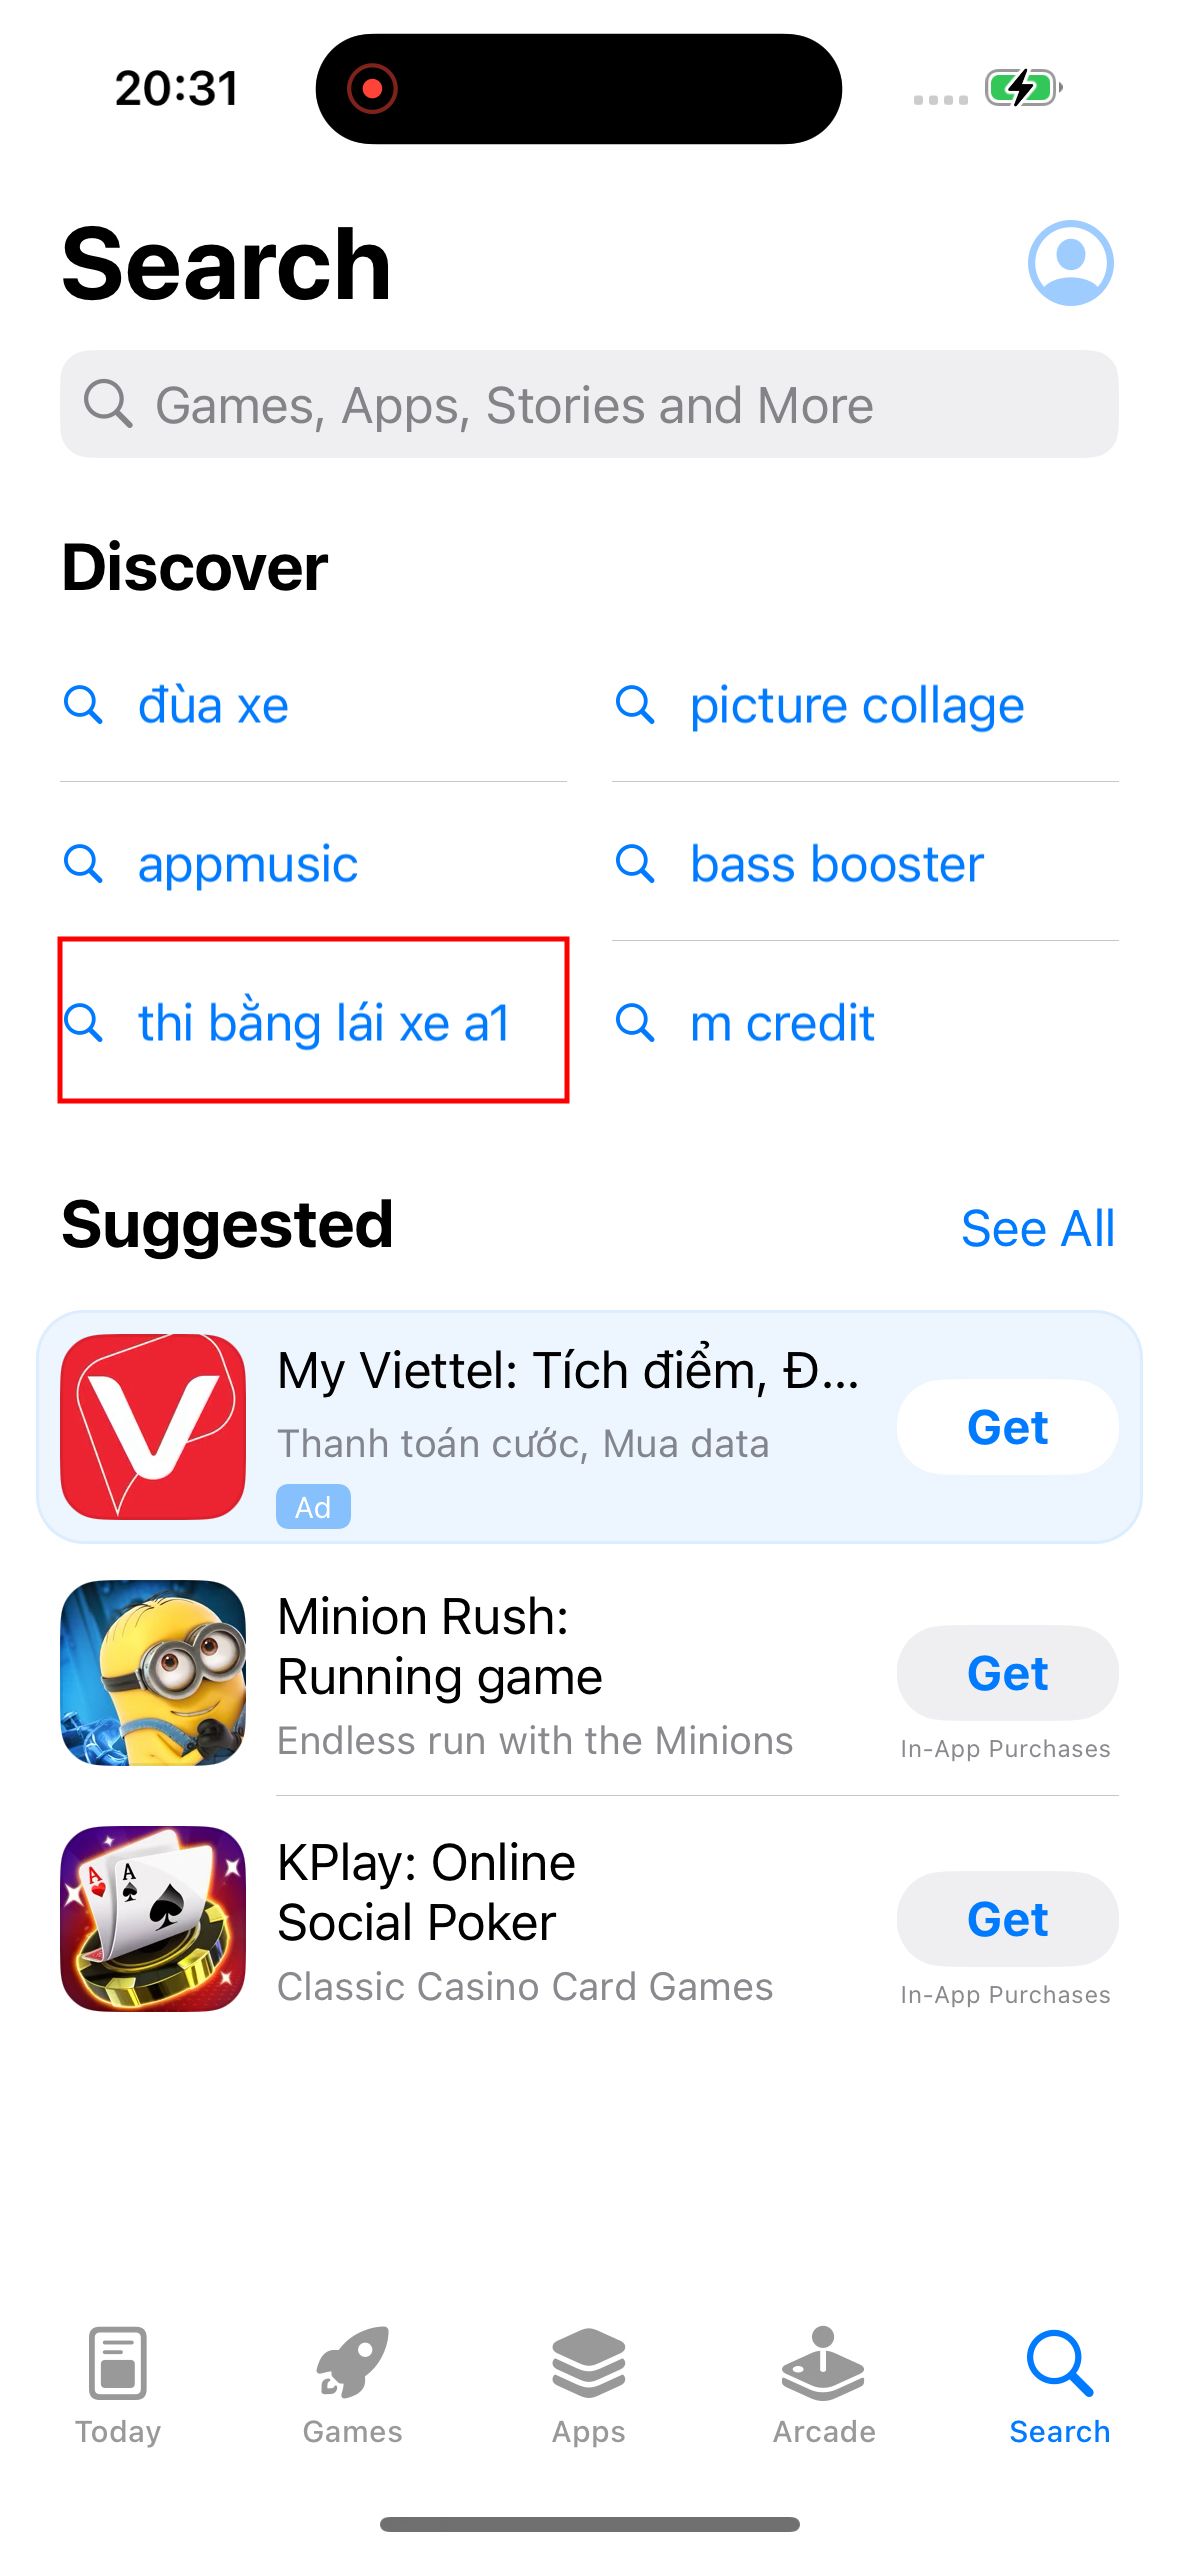 20:31
Search
Games, Apps, Stories and More
Discover
đùa xe
picture collage
appmusic
bass booster
thi bằng lái xe a1
m credit
Suggested
See All
My Viettel: Tích điểm, Đ...
Thanh toán cước, Mua data
Ad
Get
Minion Rush:
Running game
Endless run with the Minions
Get
In-App Purchases
KPlay: Online
Social Poker
Classic Casino Card Games
Get
In-App Purchases
Today
Games
Apps
Arcade
Search